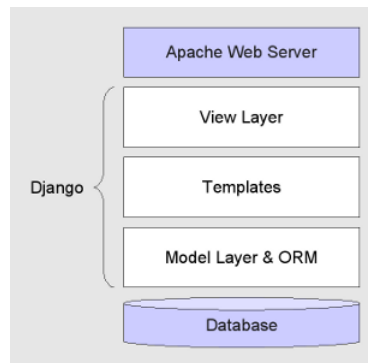 Apache Web Server
View Layer
Django
Templates
Model Layer & ORM
Database